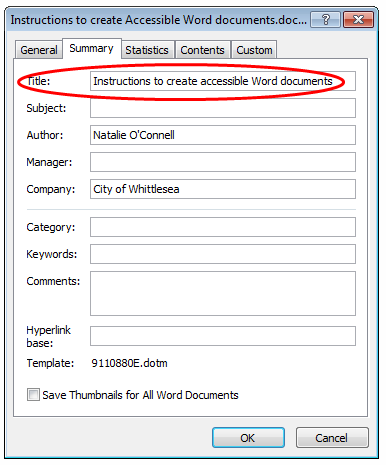 Instructions to create Accessible Word documents.doc...
General Summary Statistics Contents Custom
Title: Instructions to create accessible Word documents
Subject:
Author: Natalie O'Connell
Manager:
Company: City of Whittlesea
Category:
Keywords:
Comments:
Hyperlink
base:
Template: 9110880E.dotm
Save Thumbnails for All Word Documents
OK Cancel